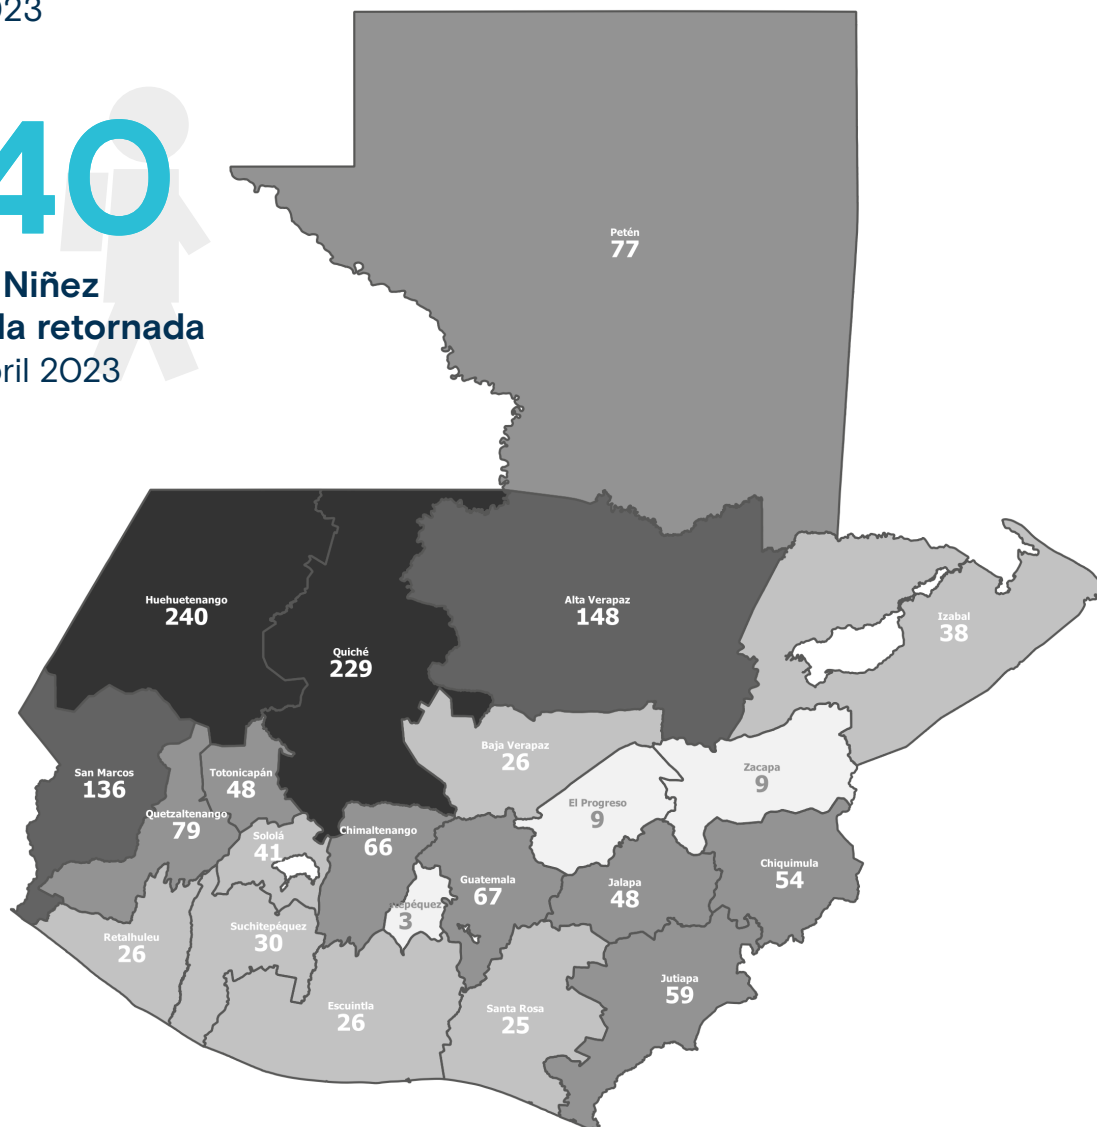 023
40
Niñez
da retornada
ril 2023
Petén
77
Huehuetenango
240
Alta Verapaz
148
Izabal
38
Quiché
229
Baja Verapaz
26
San Marcos
136
Totonicapán
48
Zacapa
9
El Progreso
9
Quetzaltenango
79
Sololá
41
Chimaltenango
66
Guatemala
67
Jalapa
48
Chiquimula
54
tepéquez
3
Retalhuleu
26
Suchitepéquez
30
Jutiapa
59
Escuintla
26
Santa Rosa
25